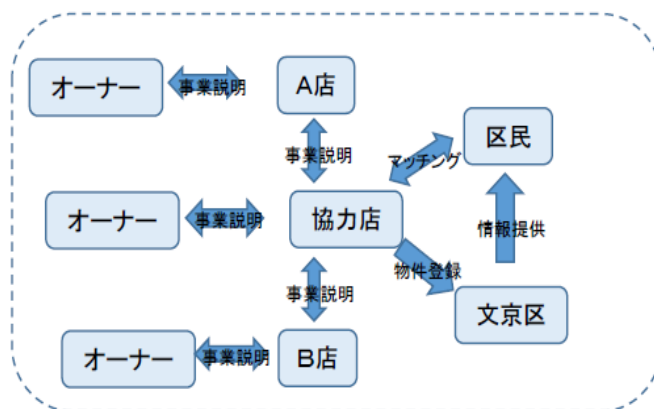 オーナー
事業説明
A店
事業説明
区民
マッチング
オーナー
事業説明
協力店
情報提供
物件登録
事業説明
文京区
オーナー
事業説明
B店